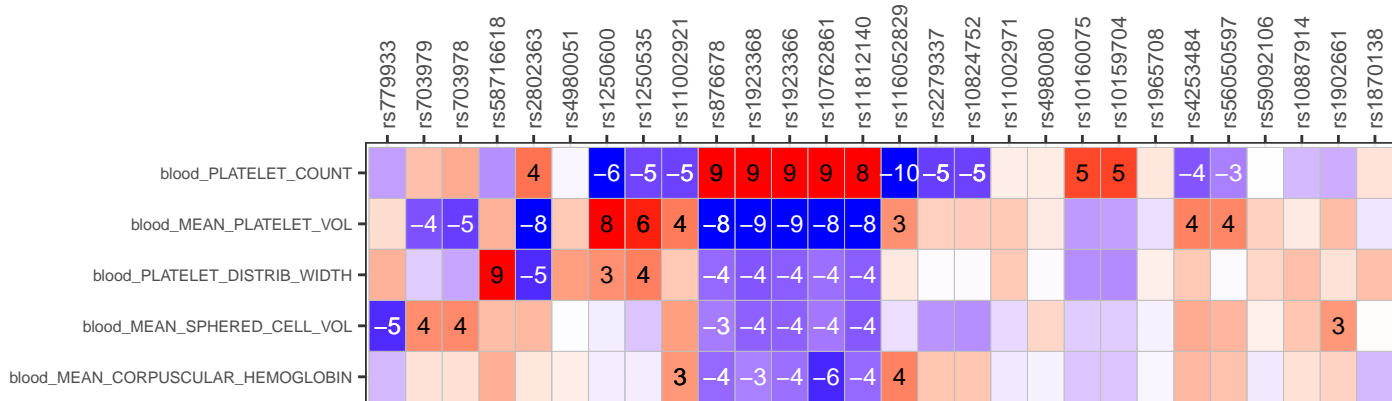 rs7799933 rs703979 rs703978 rs58716618 rs2802363 rs4980051 rs1250600 rs1250535 rs11002921 rs876678 rs1923368 rs1923366 rs10762861 rs11812140 rs116052829 rs2279337 rs10824752 rs11002971 rs4980080 rs10160075 rs10159704 rs1965708 rs4253484 rs56050597 rs59092106 rs10887914 rs1902661 rs1870138
blood_PLATELET_COUNT 4 −6 −5 −5 9 9 9 9 8 −10 −5 −5 5 5 −4 −3
blood_MEAN_PLATELET_VOL −4 −5 −8 8 6 4 −8 −9 −9 −8 −8 3 4 4
blood_PLATELET_DISTRIB_WIDTH 9 −5 3 4 −4 −4 −4 −4 −4
blood_MEAN_SPHERED_CELL_VOL −5 4 4 −3 −4 −4 −4 −4 3
blood_MEAN_CORPUSCULAR_HEMOGLOBIN 3 −4 −3 −4 −6 −4 4